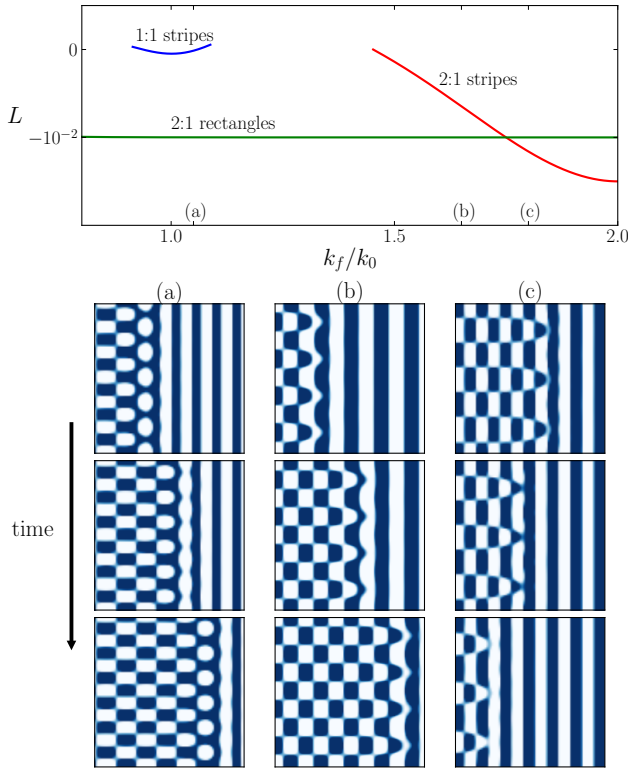 1:1 stripes
0
2:1 stripes
L
2:1 rectangles
−10⁻²
(a) (b) (c)
1.0 1.5 2.0
k_f/k_0
(a) (b) (c)
time